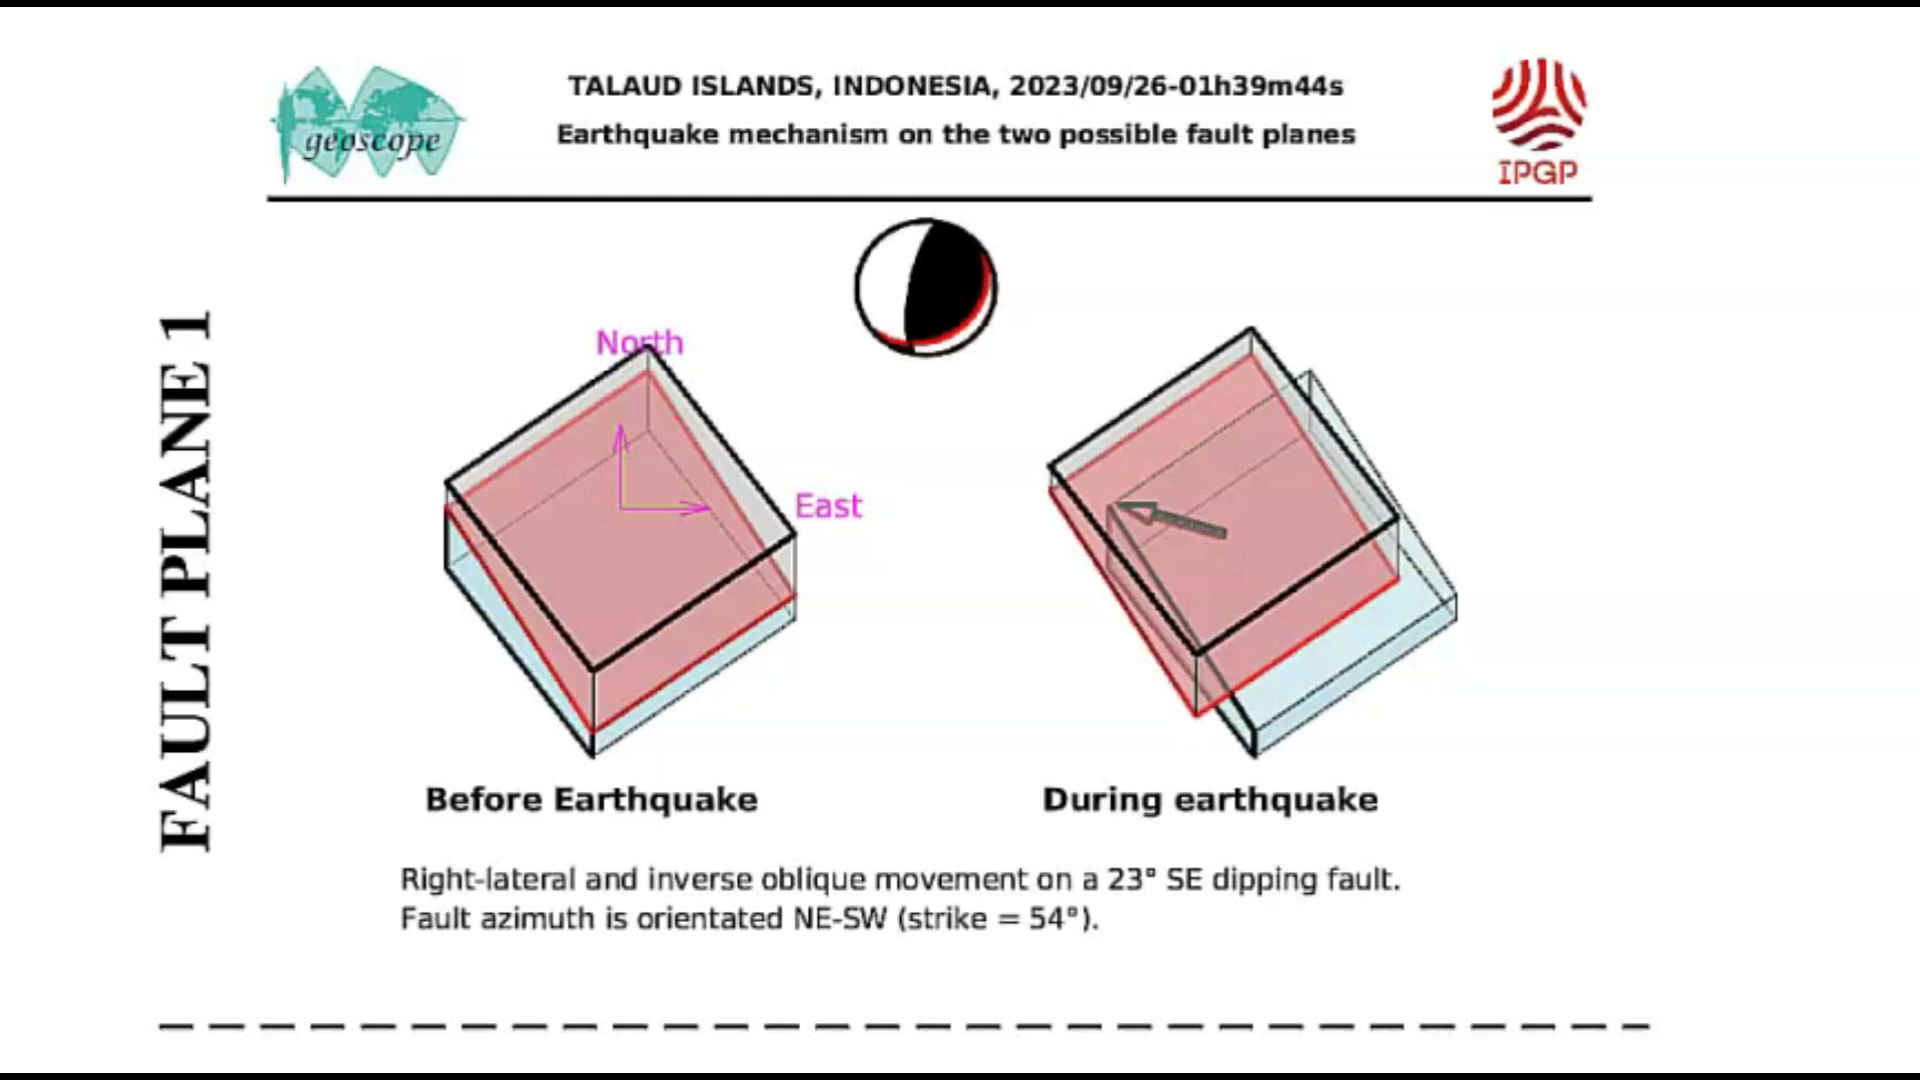 geoscope
TALAUD ISLANDS, INDONESIA, 2023/09/26-01h39m44s
Earthquake mechanism on the two possible fault planes
IPGP
FAULT PLANE 1
North
East
Before Earthquake
During earthquake
Right-lateral and inverse oblique movement on a 23° SE dipping fault.
Fault azimuth is orientated NE-SW (strike = 54°).